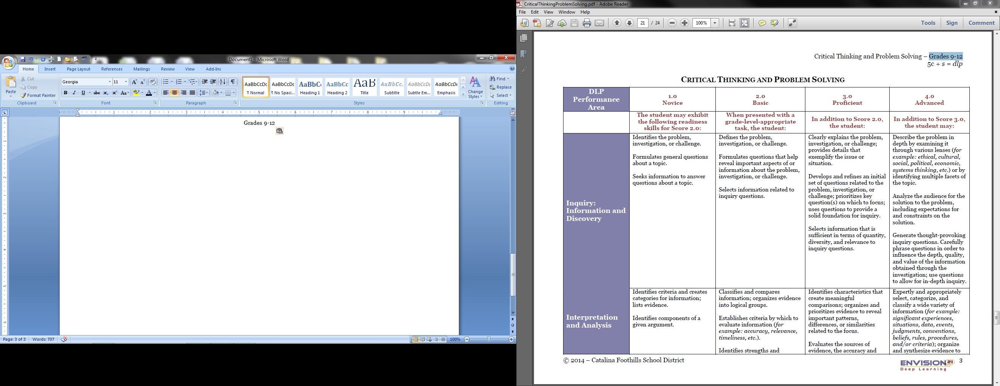 Document1 - Microsoft Word
Home Insert Page Layout References Mailings Review View Add-Ins
Paste
Cut
Copy
Format Painter
Clipboard
Georgia 11
B I U abc x₂ x² Aa ab A
Font
Paragraph
AaBbCcDc AaBbCcDc AaBbCc AaBbCc AaB AaBbCc. AaBbCcDc AaBbCcDc
¶ Normal ¶ No Spaci... Heading 1 Heading 2 Title Subtitle Subtle Em... Emphasis
Change
Styles
Styles
Find
Replace
Select
Editing
1 2 3 4 5 6 7 8 9
1
2
3
4
5
6
Grades 9-12
Page: 3 of 3 Words: 707 100%
CriticalThinkingProblemSolving.pdf - Adobe Reader
File Edit View Window Help
21 / 24 100% Tools Sign Comment
Critical Thinking and Problem Solving – Grades 9-12
5c + s = dlp
CRITICAL THINKING AND PROBLEM SOLVING
DLP
Performance
Area
1.0
Novice
2.0
Basic
3.0
Proficient
4.0
Advanced
The student may exhibit
the following readiness
skills for Score 2.0:
When presented with a
grade-level-appropriate
task, the student:
In addition to Score 2.0,
the student:
In addition to Score 3.0,
the student may:
Inquiry:
Information and
Discovery
Identifies the problem,
investigation, or challenge.
Formulates general questions
about a topic.
Seeks information to answer
questions about a topic.
Defines the problem,
investigation, or challenge.
Formulates questions that help
reveal important aspects of or
information about the problem,
investigation, or challenge.
Selects information related to
inquiry questions.
Clearly explains the problem,
investigation, or challenge;
provides details that
exemplify the issue or
situation.
Develops and refines an initial
set of questions related to the
problem, investigation, or
challenge; prioritizes key
question(s) on which to focus;
uses questions to provide a
solid foundation for inquiry.
Selects information that is
sufficient in terms of quantity,
diversity, and relevance to
inquiry questions.
Describe the problem in
depth by examining it
through various lenses (for
example: ethical, cultural,
social, political, economic,
systems thinking, etc.) or by
identifying multiple facets of
the topic.
Analyze the audience for the
solution to the problem,
including expectations for
and constraints on the
solution.
Generate thought-provoking
inquiry questions. Carefully
phrase questions in order to
influence the depth, quality,
and value of the information
obtained through the
investigation; use questions
to allow for in-depth inquiry.
Interpretation
and Analysis
Identifies criteria and creates
categories for information;
lists evidence.
Identifies components of a
given argument.
Classifies and compares
information; organizes evidence
into logical groups.
Establishes criteria by which to
evaluate information (for
example: accuracy, relevance,
timeliness, etc.).
Identifies strengths and
Identifies characteristics that
create meaningful
comparisons; organizes and
prioritizes evidence to reveal
important patterns,
differences, or similarities
related to the focus.
Evaluates the sources of
evidence, the accuracy and
Expertly and appropriately
select, categorize, and
classify a wide variety of
information (for example:
significant experiences,
situations, data, events,
judgments, conventions,
beliefs, rules, procedures,
and/or criteria); organize
and synthesize evidence to
© 2014 – Catalina Foothills School District
ENVISION 21
Deep Learning
3